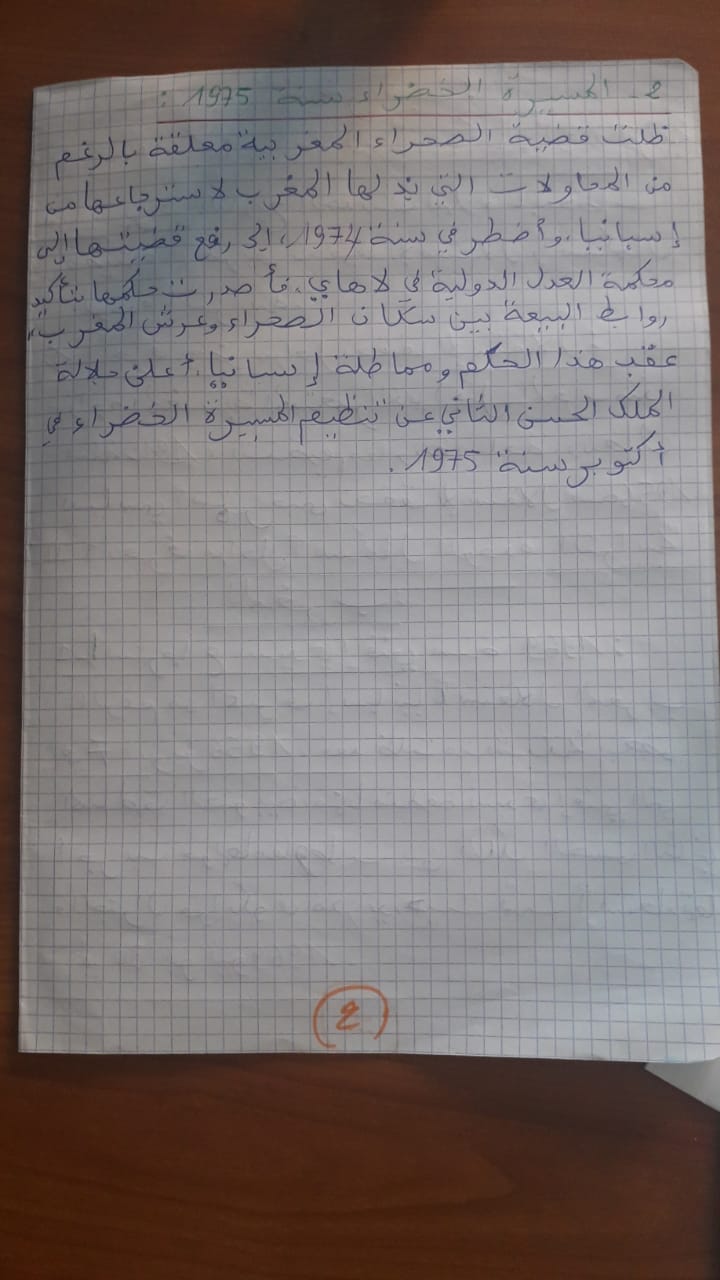 2- المسيرة الخضراء سنة 1975 :
ظلت قضية الصحراء المغربية معلقة بالرغم
من المحاولات التي بذلها المغرب لاسترجاعها من
إسبانيا. وأضطر في سنة 1974، إلى رفع قضيتها إلى
محكمة العدل الدولية في لاهاي. فأصدرت حكمها بتأكيد
روابط البيعة بين سكان الصحراء وعرش المغرب،
عقب هذا الحكم ومماطلة إسبانيا، أعلن جلالة
الملك الحسن الثاني عن تنظيم المسيرة الخضراء في
أكتوبر سنة 1975 .
2